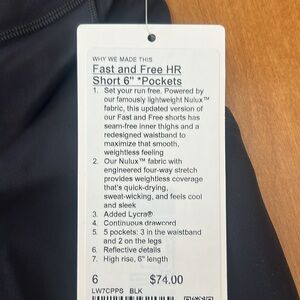 WHY WE MADE THIS
Fast and Free HR
Short 6" *Pockets
1. Set your run free. Powered by
our famously lightweight Nulux™
fabric, this updated version of
our Fast and Free shorts has
seam-free inner thighs and a
redesigned waistband to
maximize that smooth,
weightless feeling
2. Our Nulux™ fabric with
engineered four-way stretch
provides weightless coverage
that's quick-drying,
sweat-wicking, and feels cool
and sleek
3. Added Lycra®
4. Continuous drawcord
5. 5 pockets: 3 in the waistband
and 2 on the legs
6. Reflective details
7. High rise, 6" length
6 $74.00
LW7CPPS BLK